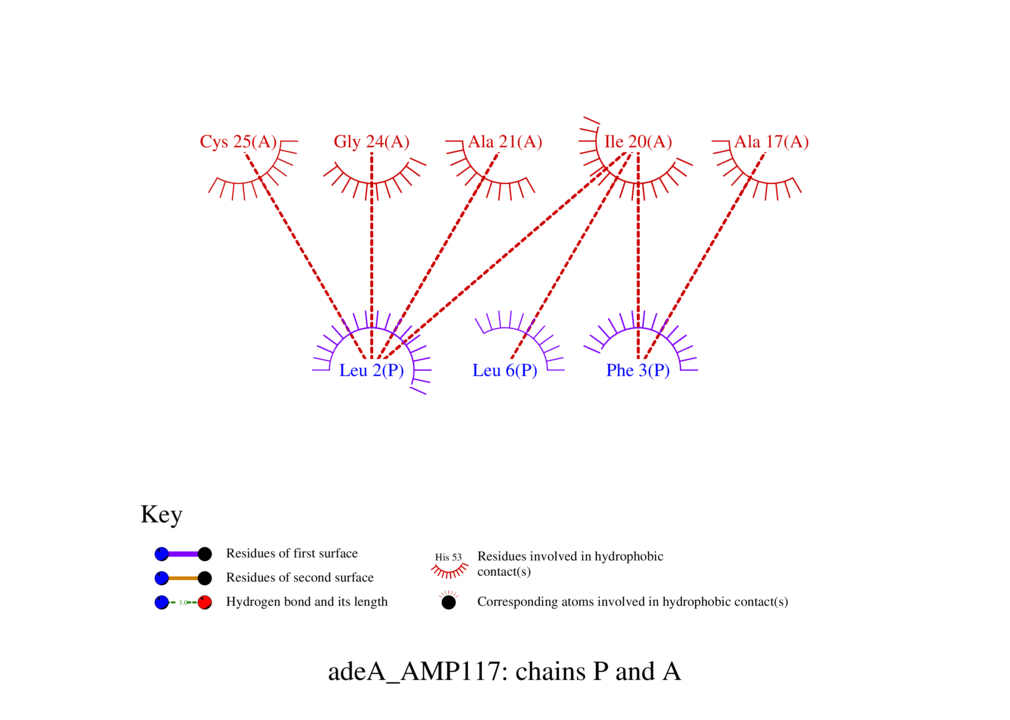 Cys 25(A) Gly 24(A) Ala 21(A) Ile 20(A) Ala 17(A)
Leu 2(P) Leu 6(P) Phe 3(P)
Key
Residues of first surface
Residues of second surface
3.0
Hydrogen bond and its length
His 53
Residues involved in hydrophobic
contact(s)
Corresponding atoms involved in hydrophobic contact(s)
adeA_AMP117: chains P and A